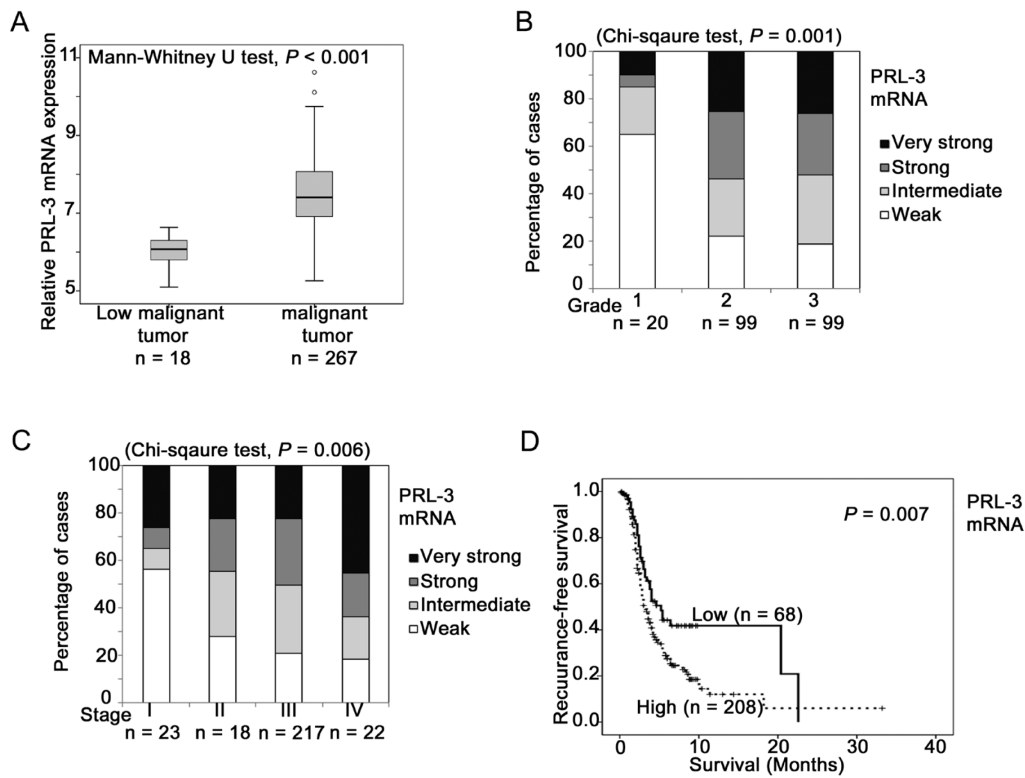 A
Mann-Whitney U test, P < 0.001
Relative PRL-3 mRNA expression
11
9
7
5
Low malignant
tumor
n = 18
malignant
tumor
n = 267
B
(Chi-sqaure test, P = 0.001)
Percentage of cases
100
80
60
40
20
0
Grade 1 2 3
n = 20 n = 99 n = 99
PRL-3
mRNA
Very strong
Strong
Intermediate
Weak
C
(Chi-sqaure test, P = 0.006)
Percentage of cases
100
80
60
40
20
0
Stage I II III IV
n = 23 n = 18 n = 217 n = 22
PRL-3
mRNA
Very strong
Strong
Intermediate
Weak
D
Recuurance-free survival
1.0
0.8
0.6
0.4
0.2
0.0
P = 0.007
PRL-3
mRNA
Low (n = 68)
High (n = 208)
0 10 20 30 40
Survival (Months)